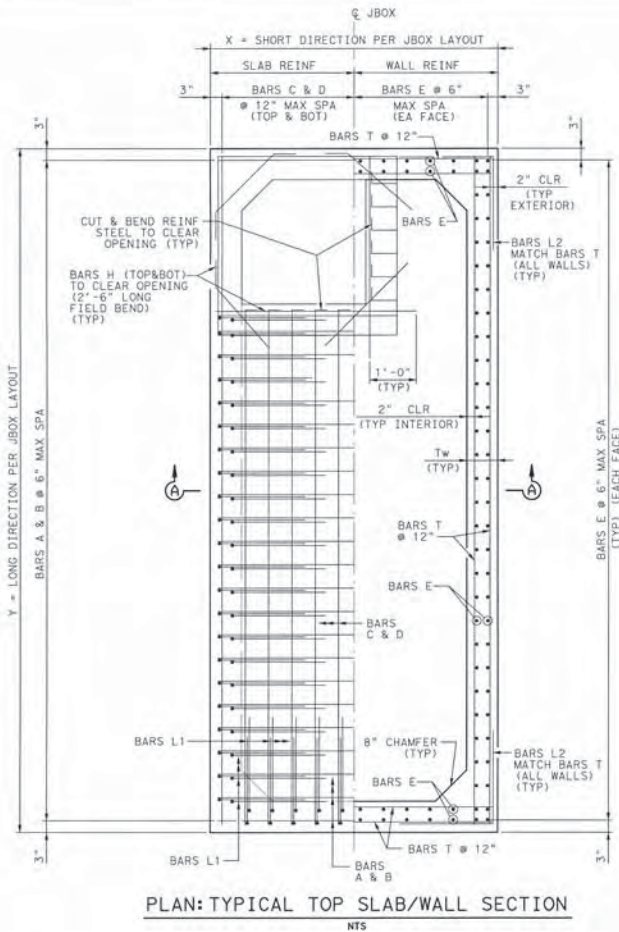 ℄ JBOX
X = SHORT DIRECTION PER JBOX LAYOUT
SLAB REINF
WALL REINF
3"
BARS C & D
@ 12" MAX SPA
(TOP & BOT)
BARS E @ 6"
MAX SPA
(EA FACE)
3"
BARS T @ 12"
3"
3"
2" CLR
(TYP
EXTERIOR)
CUT & BEND REINF
STEEL TO CLEAR
OPENING (TYP)
BARS E
BARS L2
MATCH BARS T
(ALL WALLS)
(TYP)
BARS H (TOP&BOT)
TO CLEAR OPENING
(2'-6" LONG
FIELD BEND)
(TYP)
1'-0"
(TYP)
2" CLR
(TYP INTERIOR)
Tw
(TYP)
A
A
Y = LONG DIRECTION PER JBOX LAYOUT
BARS A & B @ 6" MAX SPA
BARS E @ 6" MAX SPA
(TYP) (EACH FACE)
BARS T
@ 12"
BARS E
BARS
C & D
BARS L1
8" CHAMFER
(TYP)
BARS L2
MATCH BARS T
(ALL WALLS)
(TYP)
BARS E
3"
3"
BARS T @ 12"
BARS L1
BARS
A & B
PLAN: TYPICAL TOP SLAB/WALL SECTION
NTS